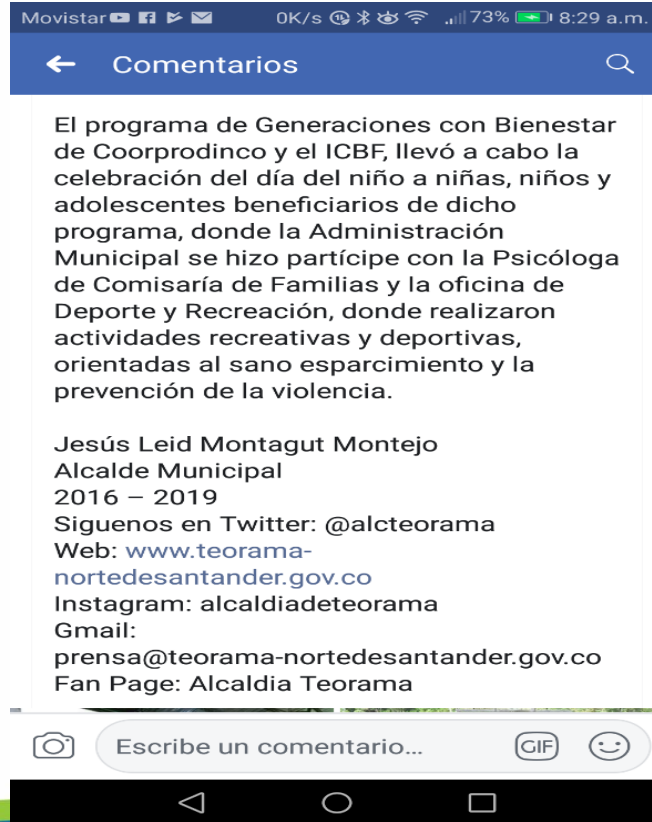 Movistar 0K/s 73% 8:29 a.m.
Comentarios
El programa de Generaciones con Bienestar
de Coorprodinco y el ICBF, llevó a cabo la
celebración del día del niño a niñas, niños y
adolescentes beneficiarios de dicho
programa, donde la Administración
Municipal se hizo partícipe con la Psicóloga
de Comisaría de Familias y la oficina de
Deporte y Recreación, donde realizaron
actividades recreativas y deportivas,
orientadas al sano esparcimiento y la
prevención de la violencia.
Jesús Leid Montagut Montejo
Alcalde Municipal
2016 – 2019
Siguenos en Twitter: @alcteorama
Web: www.teorama-
nortedesantander.gov.co
Instagram: alcaldiadeteorama
Gmail:
prensa@teorama-nortedesantander.gov.co
Fan Page: Alcaldia Teorama
Escribe un comentario... GIF